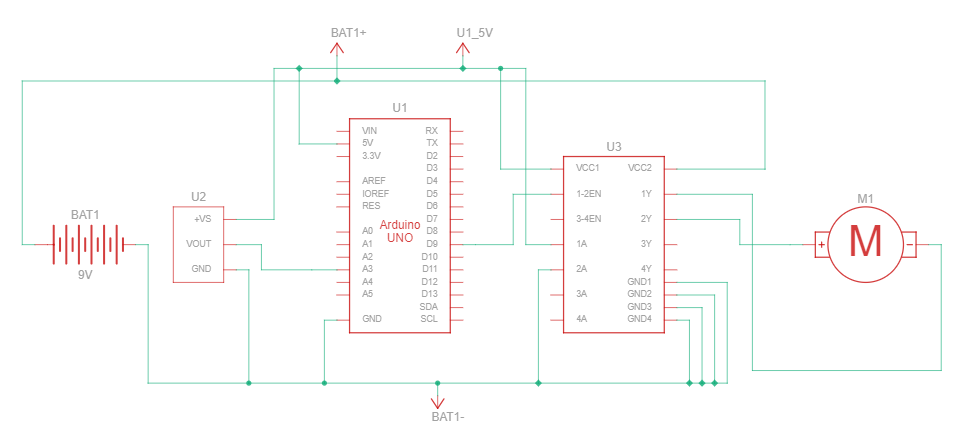 BAT1+
U1_5V
U1
VIN
5V
3.3V
AREF
IOREF
RES
A0
A1
A2
A3
A4
A5
GND
RX
TX
D2
D3
D4
D5
D6
D7
D8
D9
D10
D11
D12
D13
SDA
SCL
Arduino
UNO
U3
VCC1
1-2EN
3-4EN
1A
2A
3A
4A
VCC2
1Y
2Y
3Y
4Y
GND1
GND2
GND3
GND4
U2
+VS
VOUT
GND
BAT1
9V
M1
+
M
-
BAT1-